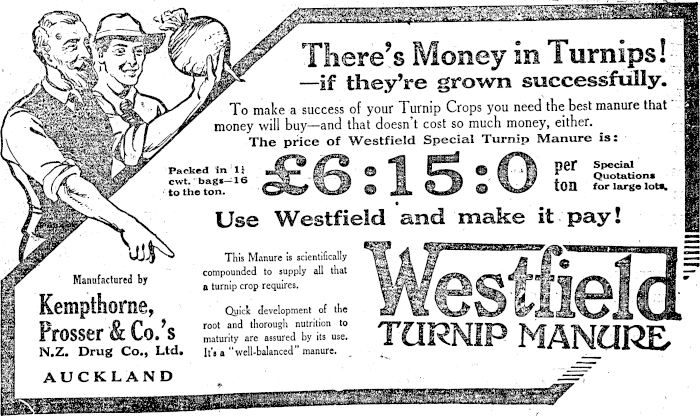 There's Money in Turnips!
—if they're grown successfully.
To make a success of your Turnip Crops you need the best manure that
money will buy—and that doesn't cost so much money, either.
The price of Westfield Special Turnip Manure is:
Packed in 1¼
cwt. bags—16
to the ton.
£6:15:0
per
ton
Special
Quotations
for large lots.
Use Westfield and make it pay!
This Manure is scientifically
compounded to supply all that
a turnip crop requires.
Quick development of the
root and thorough nutrition to
maturity are assured by its use.
It's a "well-balanced" manure.
Westfield
TURNIP MANURE
Manufactured by
Kempthorne,
Prosser & Co.'s
N.Z. Drug Co., Ltd.
AUCKLAND